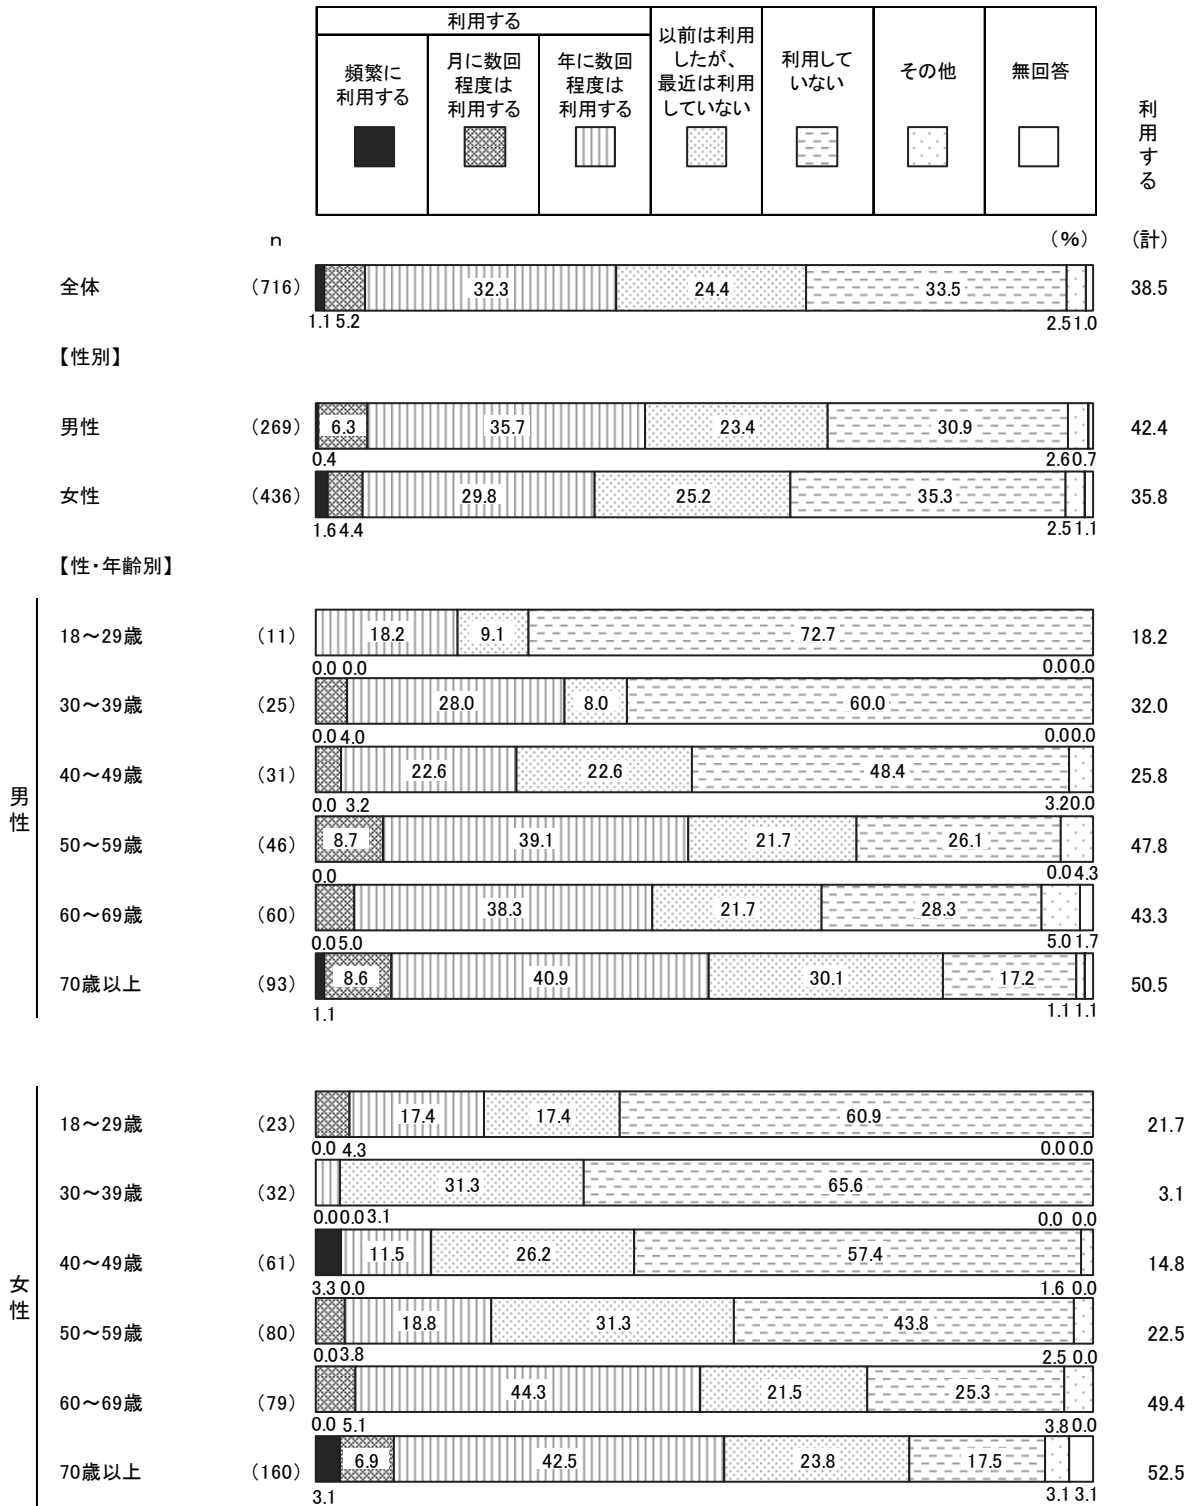 利用する
頻繁に
利用する
月に数回
程度は
利用する
年に数回
程度は
利用する
以前は利用
したが、
最近は利用
していない
利用して
いない
その他
無回答
利用する
n
（％）
（計）
全体 （716） 32.3 24.4 33.5 38.5
1.1 5.2 2.5 1.0
【性別】
男性 （269） 6.3 35.7 23.4 30.9 42.4
0.4 2.6 0.7
女性 （436） 29.8 25.2 35.3 35.8
1.6 4.4 2.5 1.1
【性・年齢別】
男性
18～29歳 （11） 18.2 9.1 72.7 18.2
0.0 0.0 0.0 0.0
30～39歳 （25） 28.0 8.0 60.0 32.0
0.0 4.0 0.0 0.0
40～49歳 （31） 22.6 22.6 48.4 25.8
0.0 3.2 3.2 0.0
50～59歳 （46） 8.7 39.1 21.7 26.1 47.8
0.0 0.0 4.3
60～69歳 （60） 38.3 21.7 28.3 43.3
0.0 5.0 5.0 1.7
70歳以上 （93） 8.6 40.9 30.1 17.2 50.5
1.1 1.1 1.1
女性
18～29歳 （23） 17.4 17.4 60.9 21.7
0.0 4.3 0.0 0.0
30～39歳 （32） 31.3 65.6 3.1
0.0 0.0 3.1 0.0 0.0
40～49歳 （61） 11.5 26.2 57.4 14.8
3.3 0.0 1.6 0.0
50～59歳 （80） 18.8 31.3 43.8 22.5
0.0 3.8 2.5 0.0
60～69歳 （79） 44.3 21.5 25.3 49.4
0.0 5.1 3.8 0.0
70歳以上 （160） 6.9 42.5 23.8 17.5 52.5
3.1 3.1 3.1